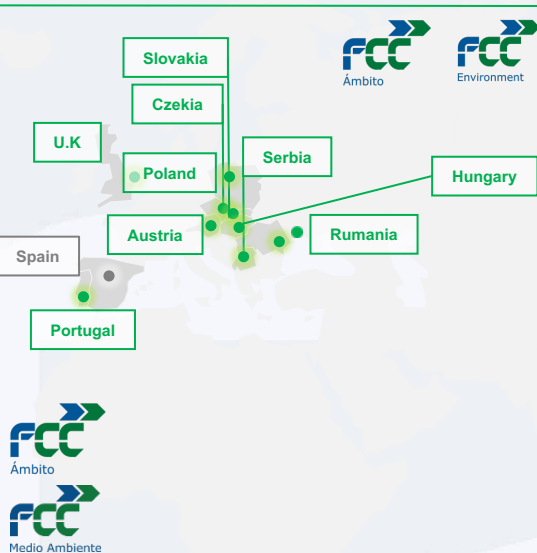 FCC
Ámbito
FCC
Environment
Slovakia
Czekia
U.K
Poland
Serbia
Hungary
Austria
Rumania
Spain
Portugal
FCC
Ámbito
FCC
Medio Ambiente